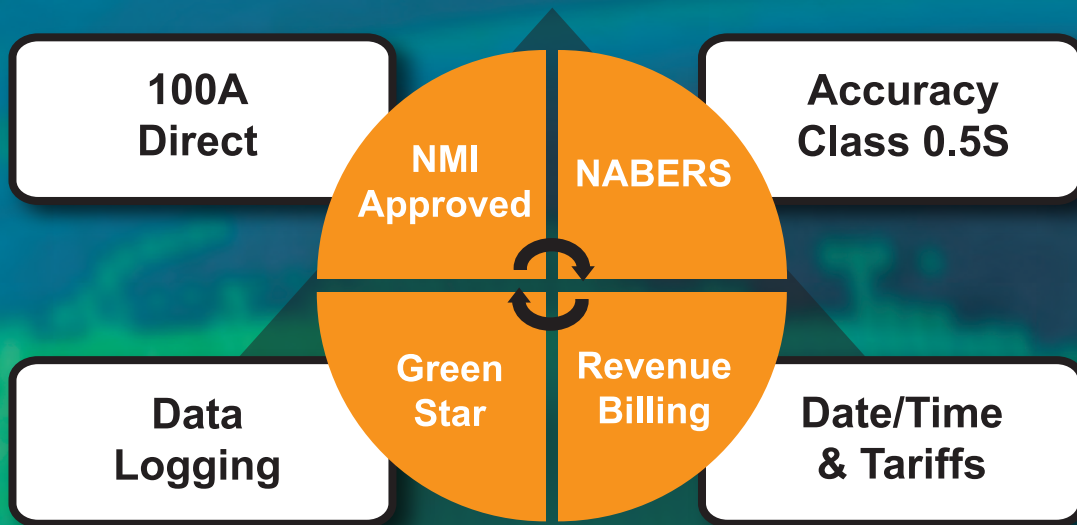 100A
Direct
Accuracy
Class 0.5S
NMI
Approved
NABERS
Green
Star
Revenue
Billing
Data
Logging
Date/Time
& Tariffs